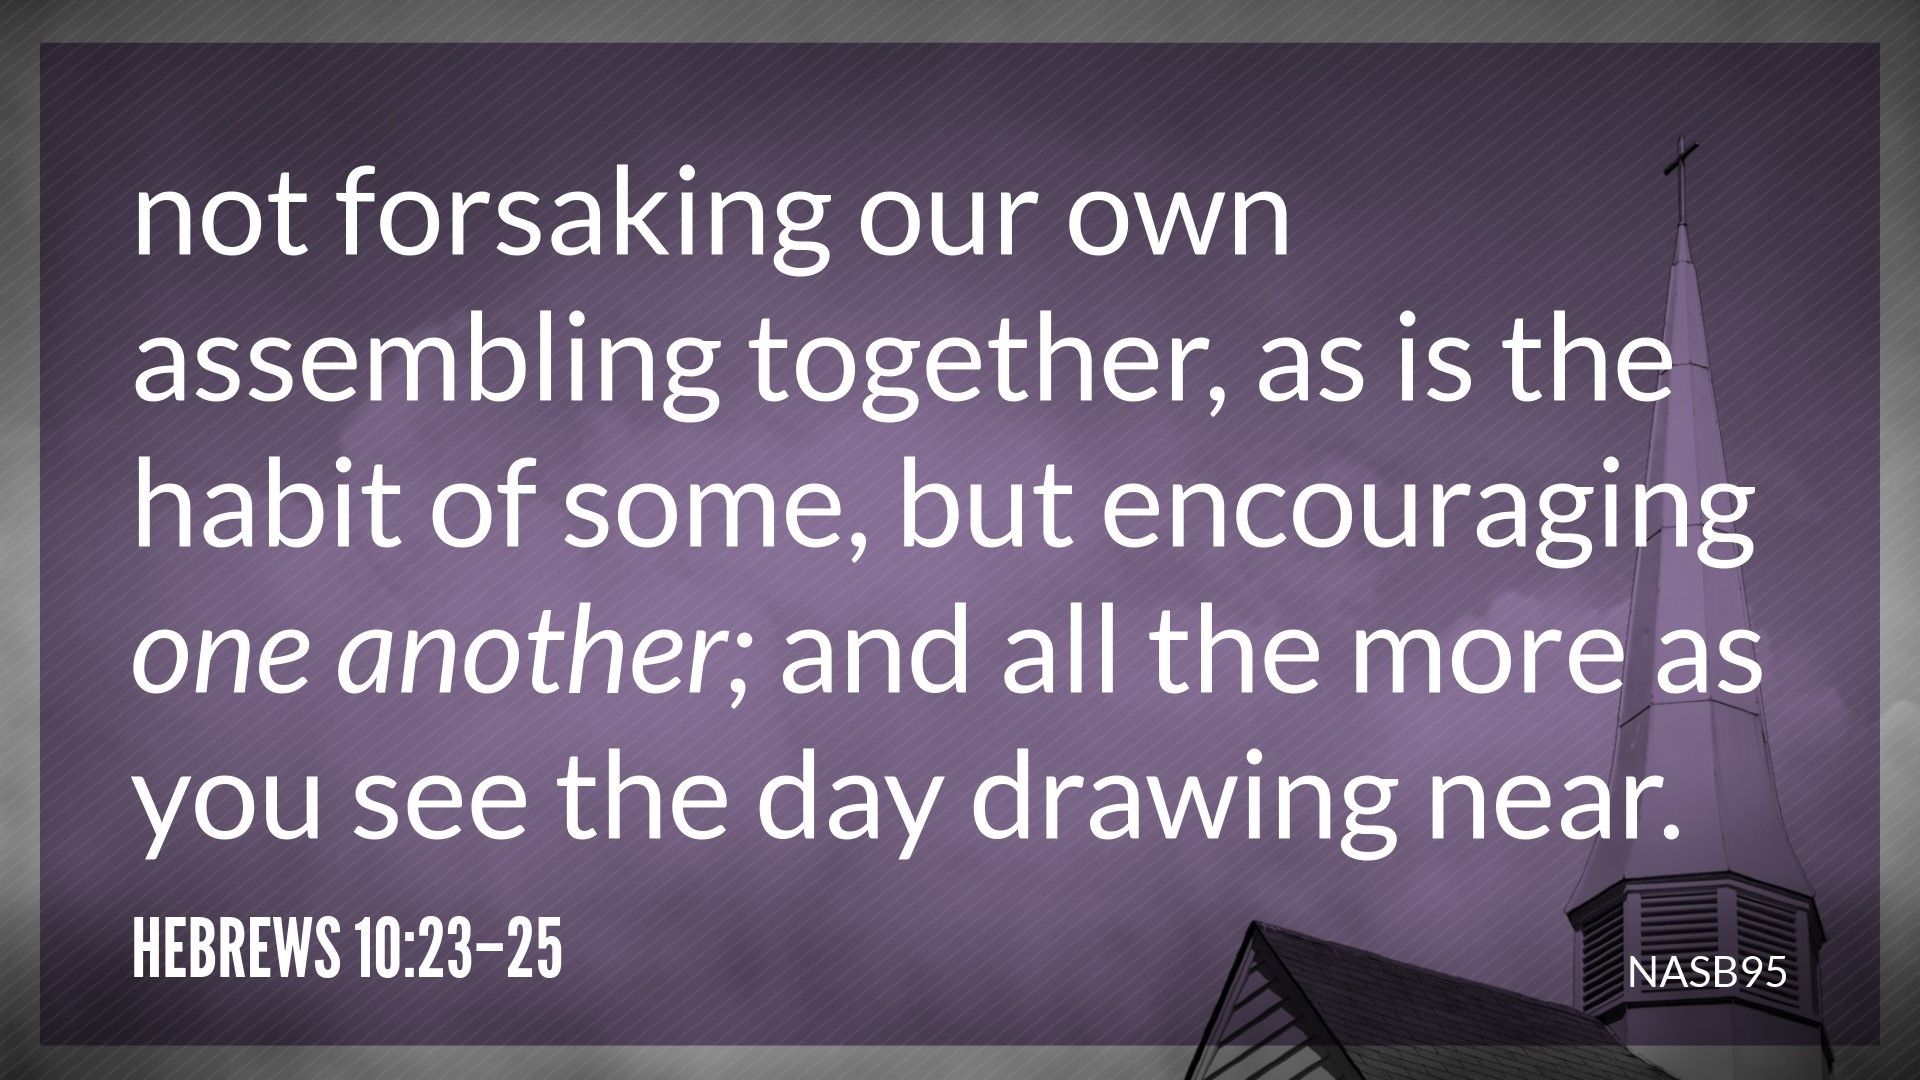 not forsaking our own
assembling together, as is the
habit of some, but encouraging
one another; and all the more as
you see the day drawing near.
HEBREWS 10:23–25
NASB95